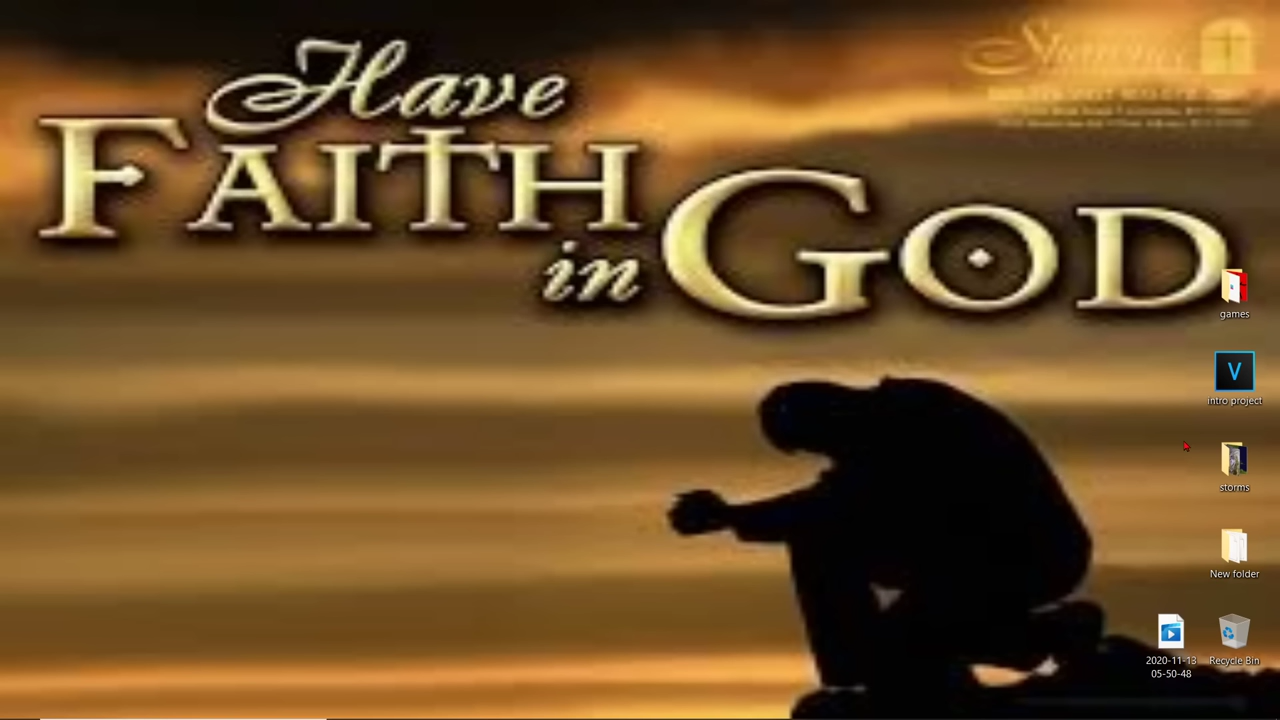 Have
FAITH
in GOD
games
V
intro project
storms
New folder
2020-11-13
05-50-48
Recycle Bin